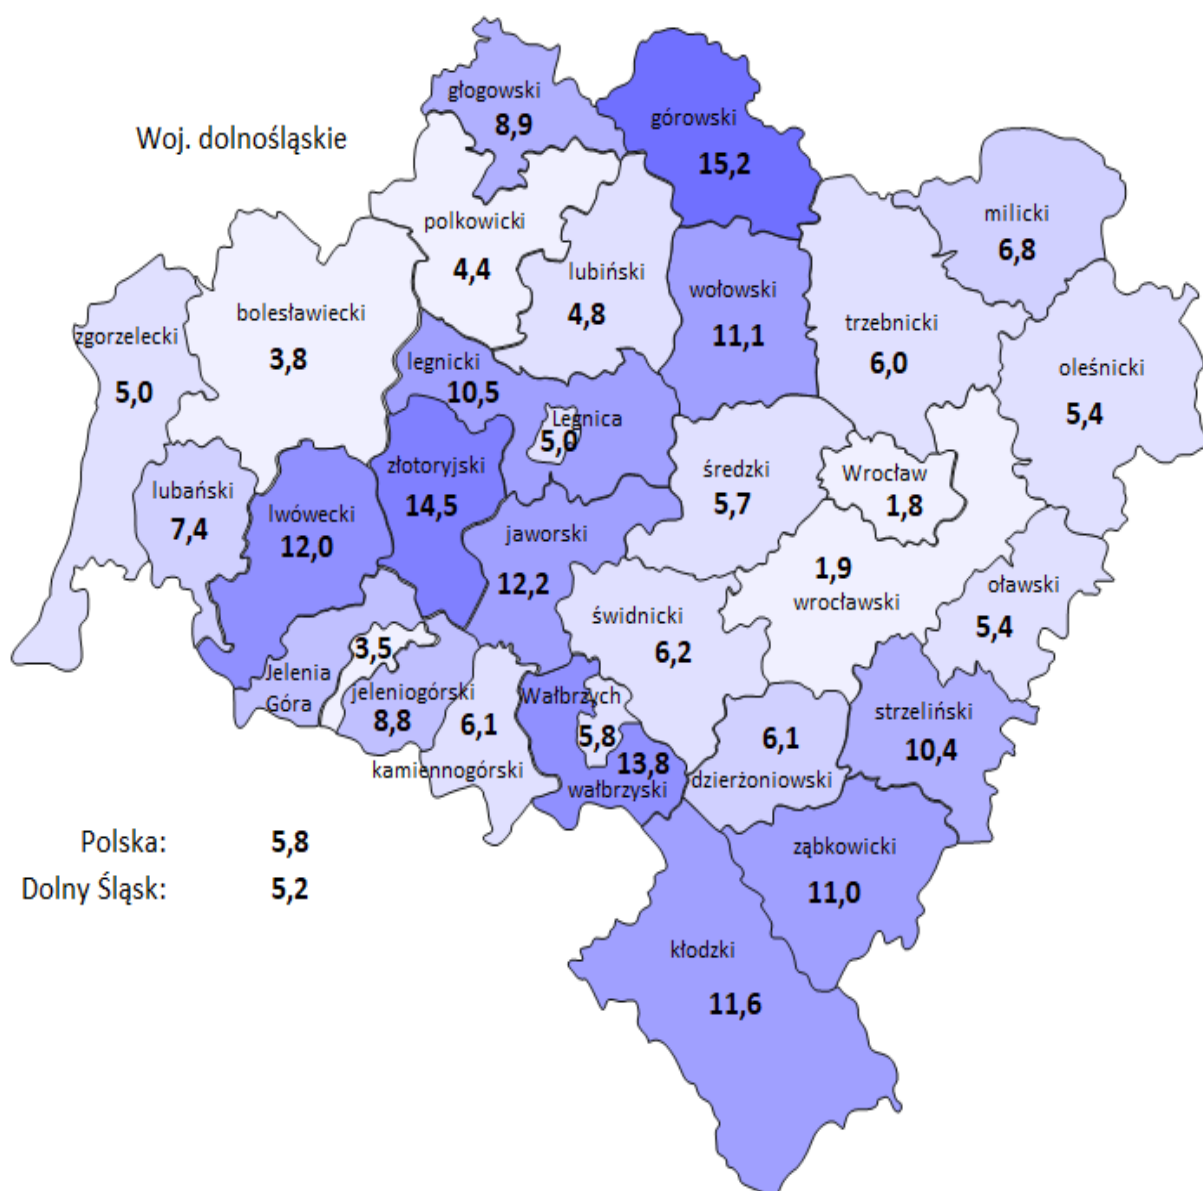 Woj. dolnośląskie
głogowski
8,9
górowski
15,2
milicki
6,8
polkowicki
4,4
lubiński
4,8
wołowski
11,1
trzebnicki
6,0
oleśnicki
5,4
zgorzelecki
5,0
bolesławiecki
3,8
legnicki
10,5
Legnica
5,0
lubański
7,4
lwówecki
12,0
złotoryjski
14,5
jaworski
12,2
średzki
5,7
Wrocław
1,8
1,9
wrocławski
oławski
5,4
świdnicki
6,2
Jelenia
Góra
3,5
jeleniogórski
8,8
6,1
kamiennogórski
Wałbrzych
5,8
13,8
wałbrzyski
6,1
dzierżoniowski
strzeliński
10,4
ząbkowicki
11,0
kłodzki
11,6
Polska: 5,8
Dolny Śląsk: 5,2